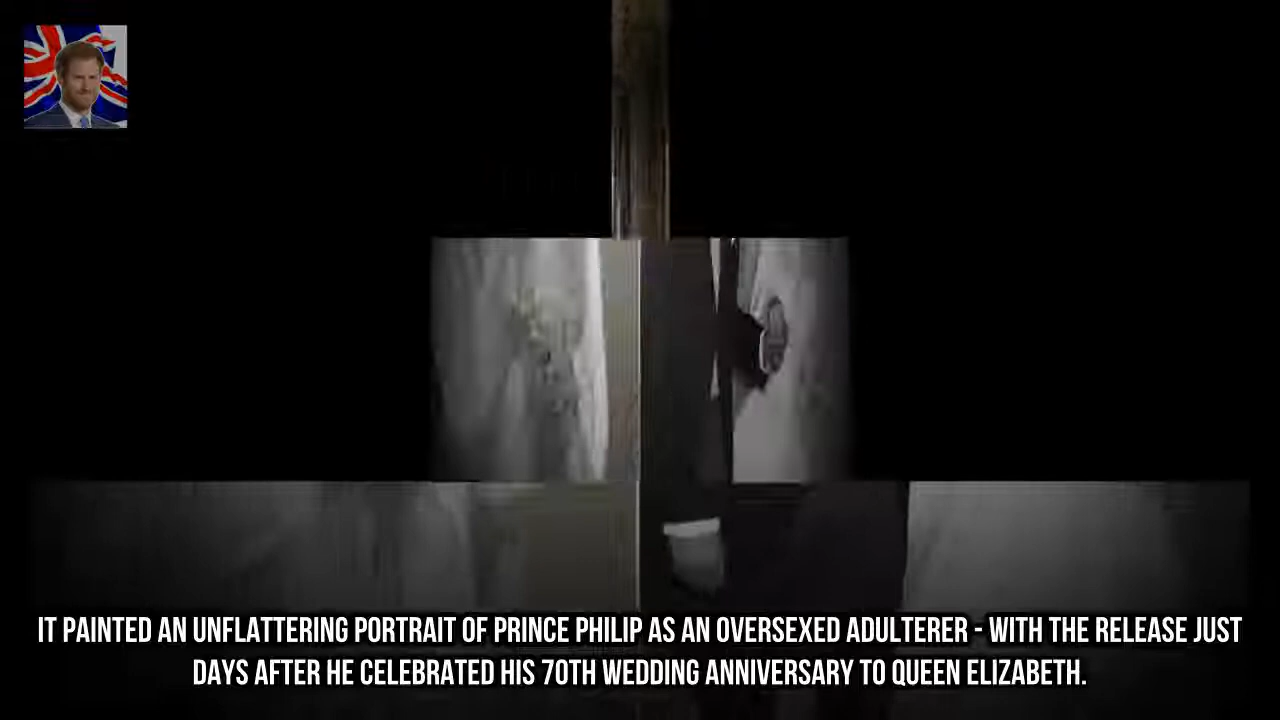 IT PAINTED AN UNFLATTERING PORTRAIT OF PRINCE PHILIP AS AN OVERSEXED ADULTERER - WITH THE RELEASE JUST
DAYS AFTER HE CELEBRATED HIS 70TH WEDDING ANNIVERSARY TO QUEEN ELIZABETH.